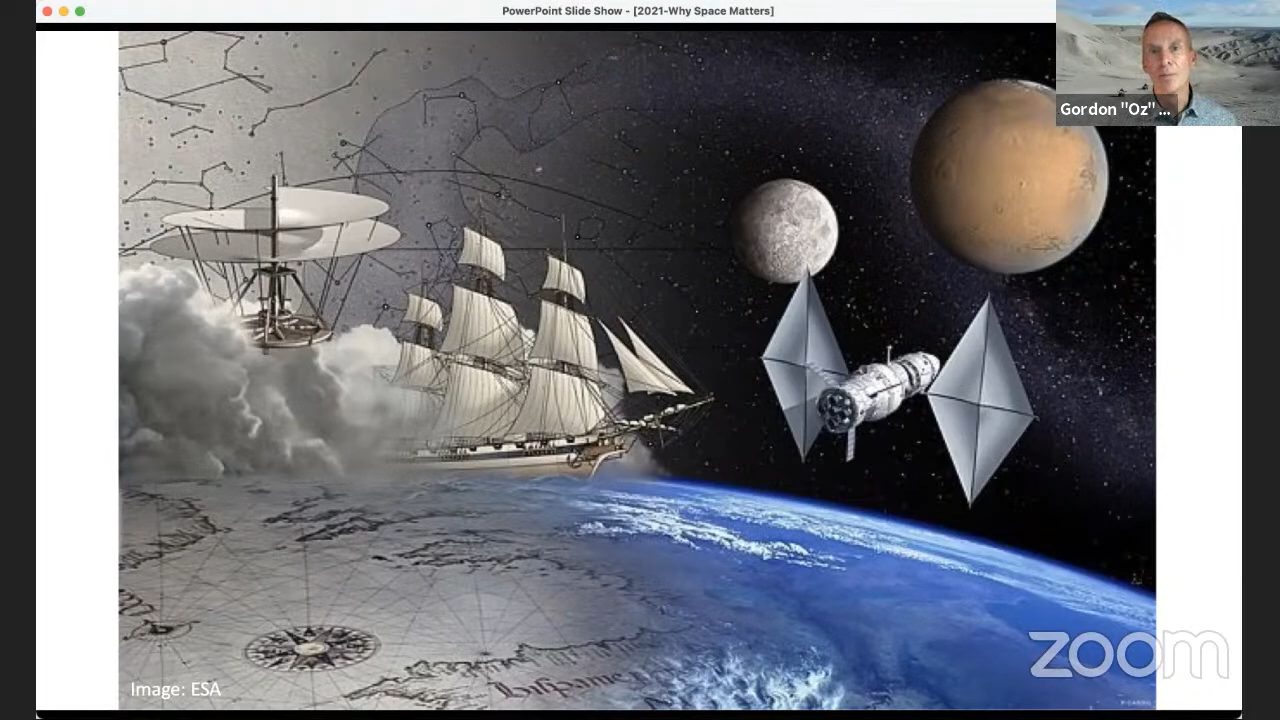 PowerPoint Slide Show - [2021-Why Space Matters]
Gordon "Oz" ...
zoom
Image: ESA